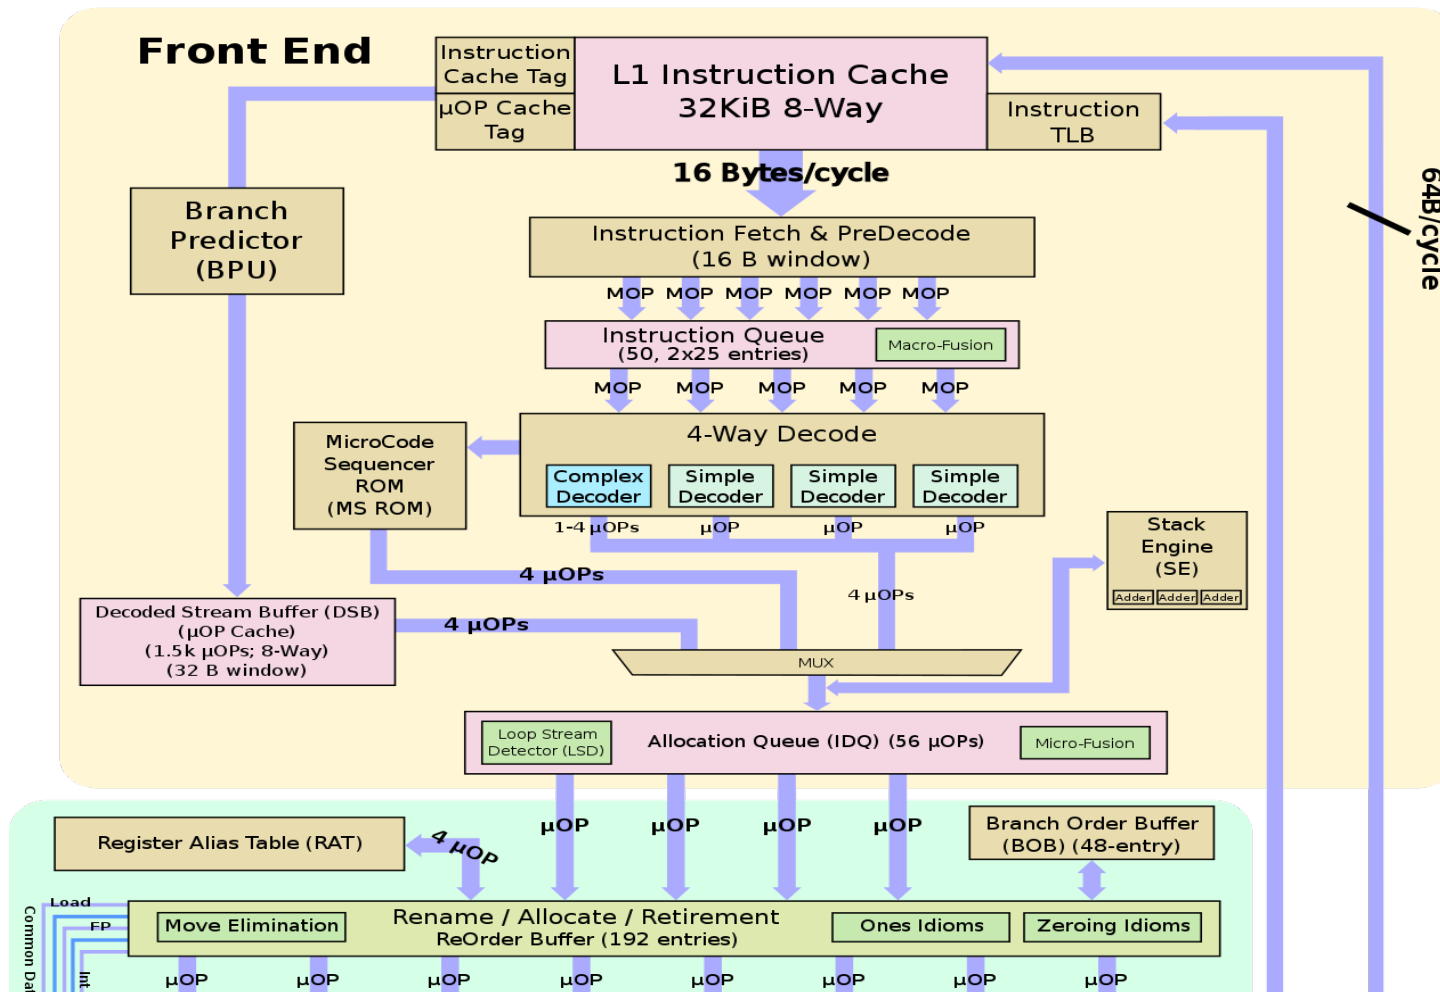 Front End
Instruction
Cache Tag
µOP Cache
Tag
L1 Instruction Cache
32KiB 8-Way
Instruction
TLB
16 Bytes/cycle
64B/cycle
Branch
Predictor
(BPU)
Instruction Fetch & PreDecode
(16 B window)
MOP MOP MOP MOP MOP MOP
Instruction Queue
(50, 2x25 entries)
Macro-Fusion
MOP MOP MOP MOP MOP
4-Way Decode
Complex
Decoder
Simple
Decoder
Simple
Decoder
Simple
Decoder
MicroCode
Sequencer
ROM
(MS ROM)
1-4 µOPs µOP µOP µOP
Stack
Engine
(SE)
Adder Adder Adder
4 µOPs
4 µOPs
Decoded Stream Buffer (DSB)
(µOP Cache)
(1.5k µOPs; 8-Way)
(32 B window)
4 µOPs
MUX
Loop Stream
Detector (LSD)
Allocation Queue (IDQ) (56 µOPs)
Micro-Fusion
µOP µOP µOP µOP
Register Alias Table (RAT)
4 µOP
Branch Order Buffer
(BOB) (48-entry)
Load
FP
Int
Common
Move Elimination
Rename / Allocate / Retirement
ReOrder Buffer (192 entries)
Ones Idioms
Zeroing Idioms
µOP µOP µOP µOP µOP µOP µOP µOP